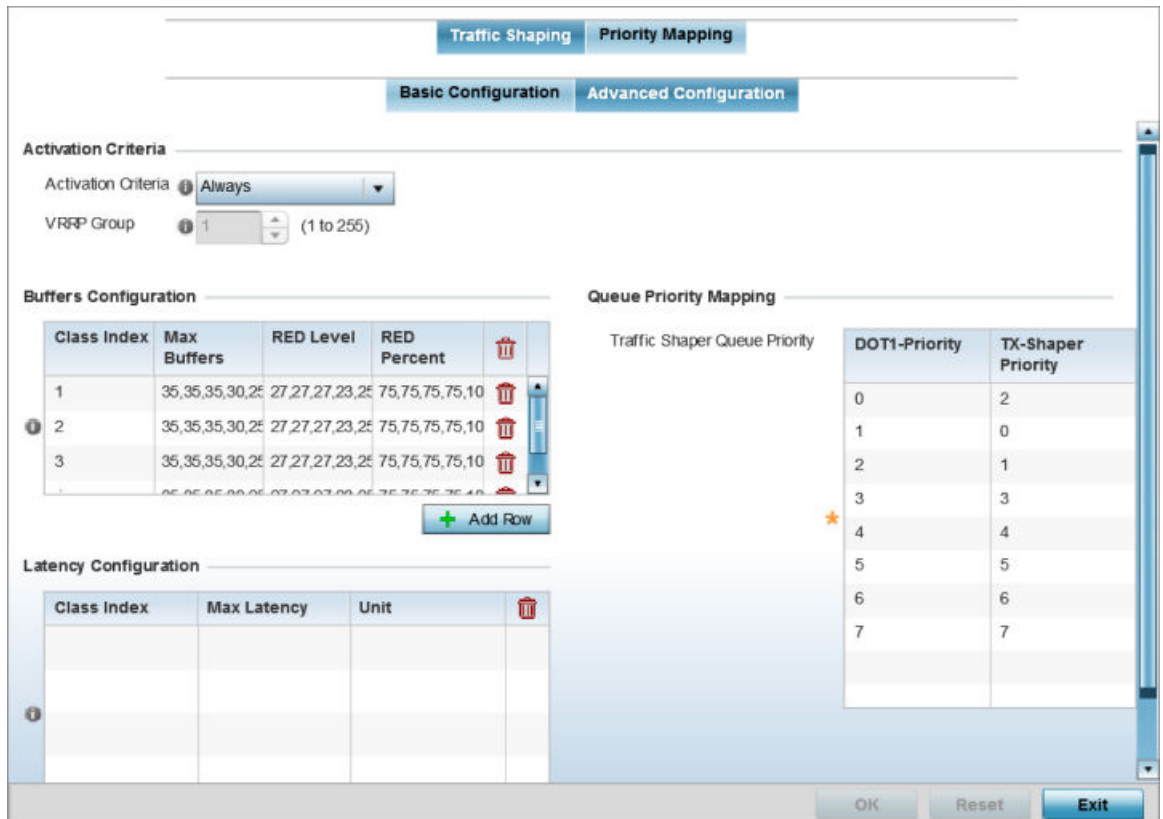 Traffic Shaping Priority Mapping
Basic Configuration Advanced Configuration
Activation Criteria
Activation Criteria Always
VRRP Group 1 (1 to 255)
Buffers Configuration
Class Index Max Buffers RED Level RED Percent
1 35,35,35,30,25 27,27,27,23,25 75,75,75,75,10
2 35,35,35,30,25 27,27,27,23,25 75,75,75,75,10
3 35,35,35,30,25 27,27,27,23,25 75,75,75,75,10
Add Row
Latency Configuration
Class Index Max Latency Unit
Queue Priority Mapping
Traffic Shaper Queue Priority
DOT1-Priority TX-Shaper Priority
0 2
1 0
2 1
3 3
4 4
5 5
6 6
7 7
OK Reset Exit